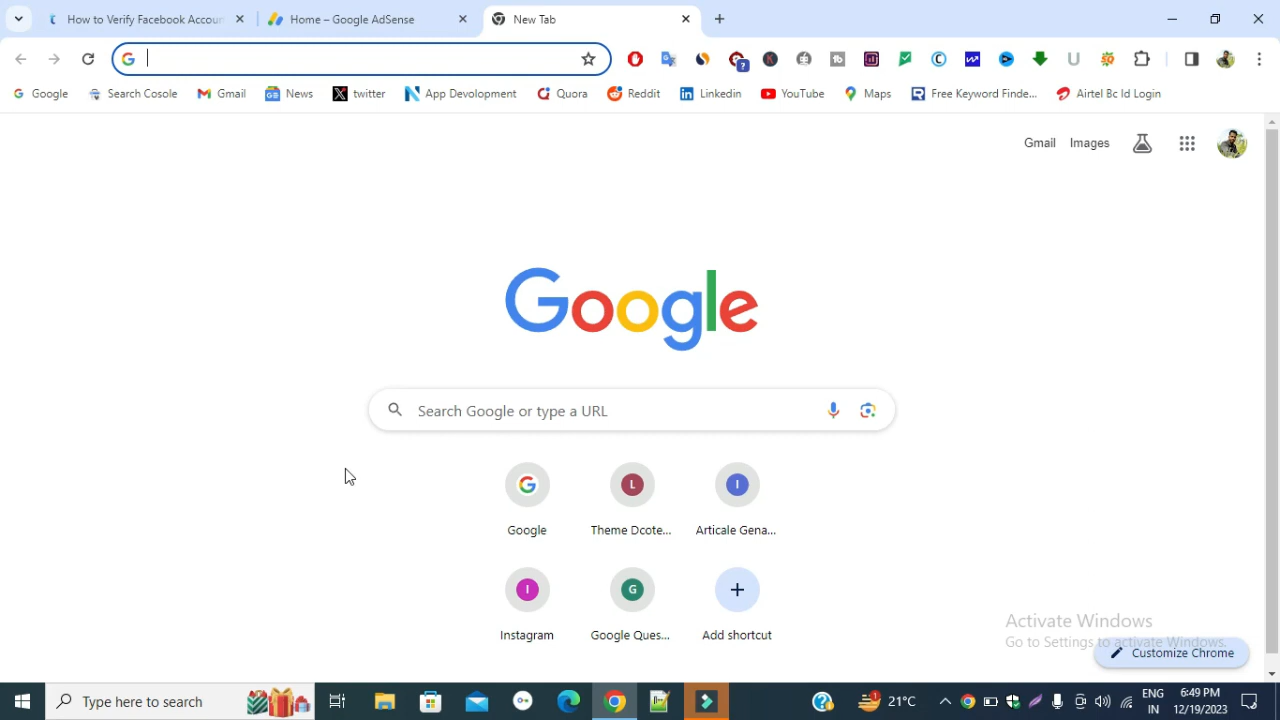 How to Verify Facebook Accoun
Home – Google AdSense
New Tab
Google
Search Cosole
Gmail
News
twitter
App Devolopment
Quora
Reddit
Linkedin
YouTube
Maps
Free Keyword Finde...
Airtel Bc Id Login
Gmail
Images
Google
Search Google or type a URL
Google
Theme Dcote...
Articale Gena...
Instagram
Google Ques...
Add shortcut
Activate Windows
Go to Settings to activate Windows.
Customize Chrome
Type here to search
21°C
ENG
IN
6:49 PM
12/19/2023